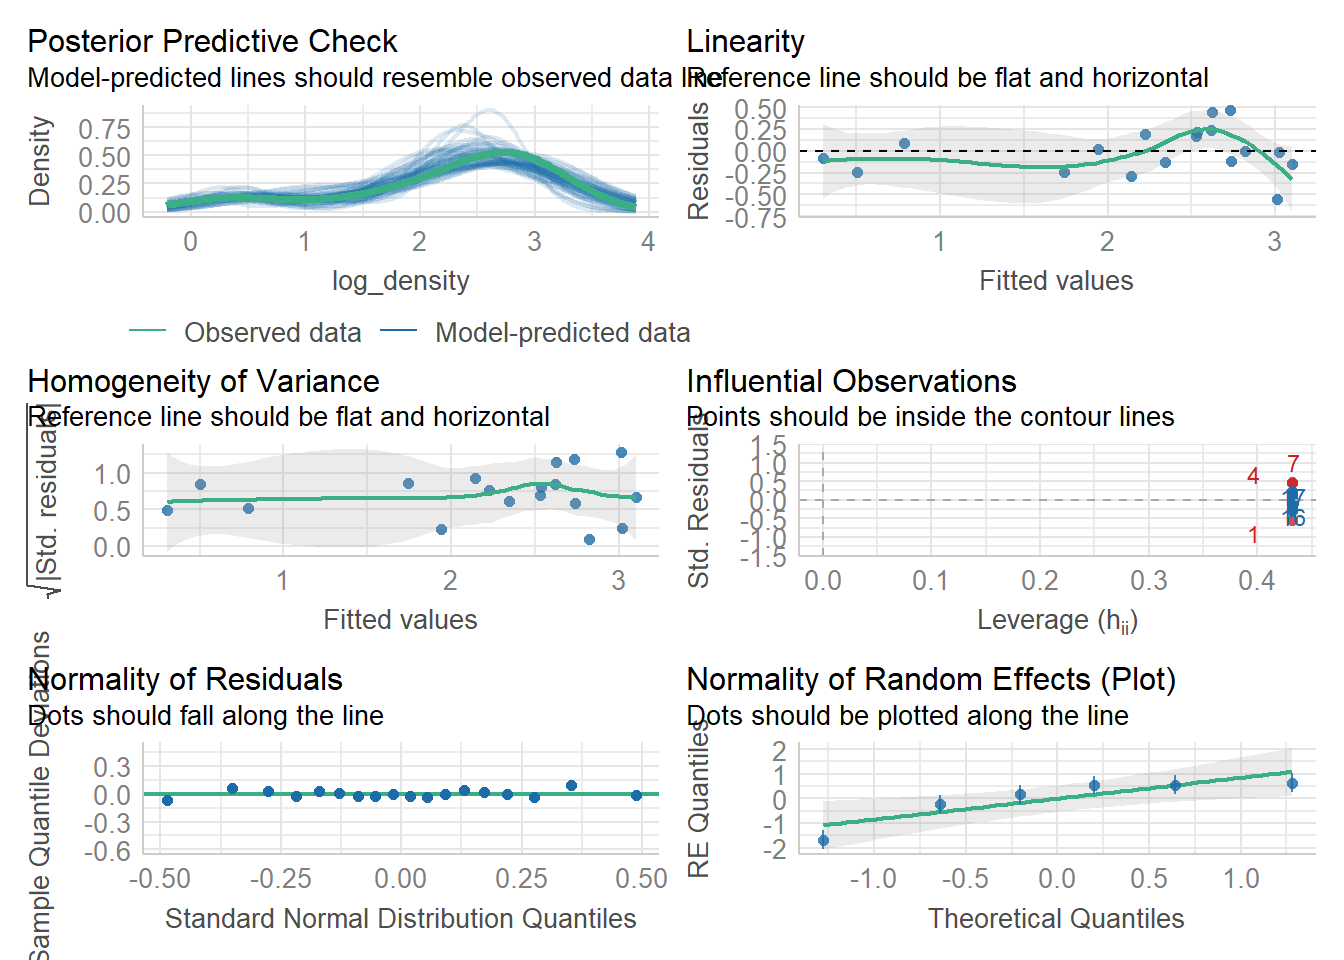 Posterior Predictive Check
Model-predicted lines should resemble observed data line
Density
0.75
0.50
0.25
0.00
0 1 2 3 4
log_density
Observed data Model-predicted data
Linearity
Reference line should be flat and horizontal
Residuals
0.50
0.25
0.00
-0.25
-0.50
-0.75
1 2 3
Fitted values
Homogeneity of Variance
Reference line should be flat and horizontal
√|Std. residuals|
1.0
0.5
0.0
1 2 3
Fitted values
Influential Observations
Points should be inside the contour lines
Std. Residuals
1.5
1.0
0.5
0.0
-0.5
-1.0
-1.5
7
4
17
16
1
0.0 0.1 0.2 0.3 0.4
Leverage (hii)
Normality of Residuals
Dots should fall along the line
Sample Quantile Deviations
0.3
0.0
-0.3
-0.6
-0.50 -0.25 0.00 0.25 0.50
Standard Normal Distribution Quantiles
Normality of Random Effects (Plot)
Dots should be plotted along the line
RE Quantiles
2
1
0
-1
-2
-1.0 -0.5 0.0 0.5 1.0
Theoretical Quantiles